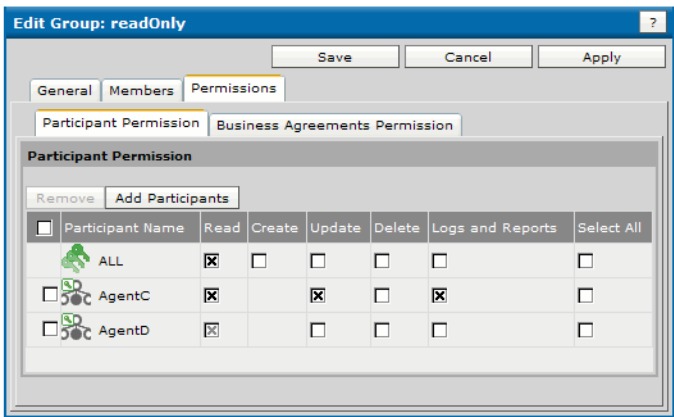 Edit Group: readOnly ?
Save Cancel Apply
General Members Permissions
Participant Permission Business Agreements Permission
Participant Permission
Remove Add Participants
Participant Name Read Create Update Delete Logs and Reports Select All
ALL
AgentC
AgentD